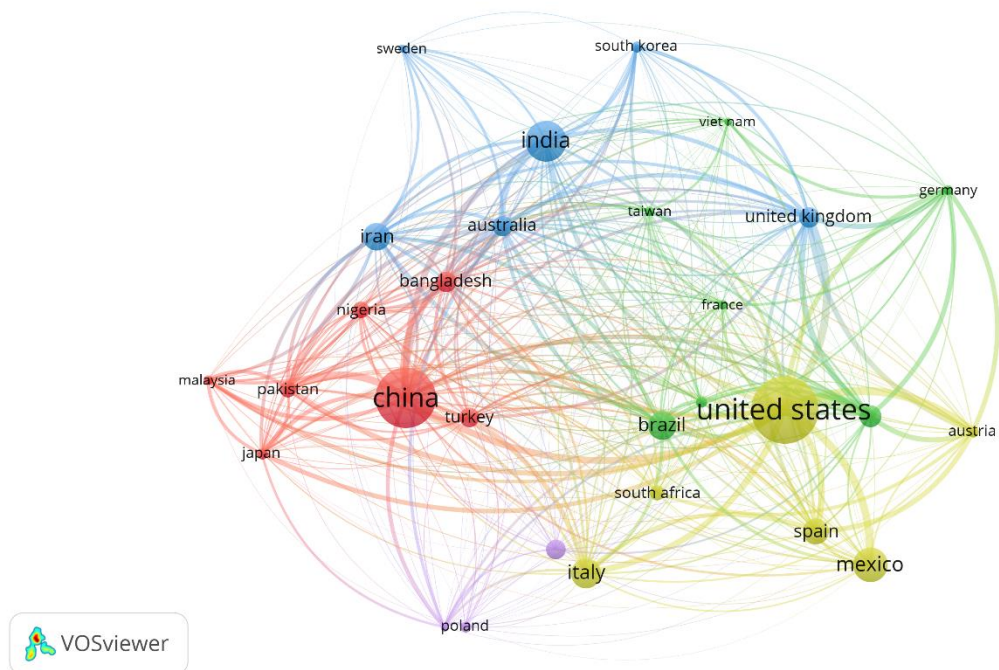 sweden
south korea
india
viet nam
germany
taiwan
united kingdom
australia
iran
bangladesh
nigeria
france
malaysia
pakistan
china
turkey
united states
brazil
austria
japan
south africa
spain
italy
mexico
poland
VOSviewer